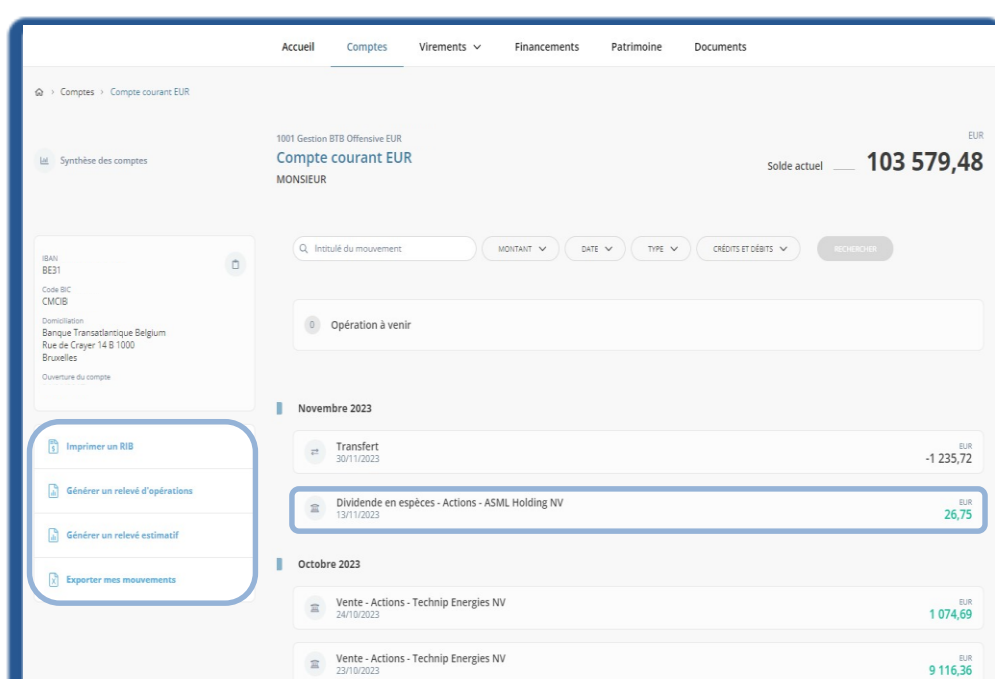 Accueil Comptes Virements Financements Patrimoine Documents
Comptes > Compte courant EUR
Synthèse des comptes
1001 Gestion BTB Offensive EUR
Compte courant EUR
MONSIEUR
EUR
Solde actuel 103 579,48
IBAN
BE31
Code BIC
CMCIB
Domiciliation
Banque Transatlantique Belgium
Rue de Crayer 14 B 1000
Bruxelles
Ouverture du compte
Imprimer un RIB
Générer un relevé d'opérations
Générer un relevé estimatif
Exporter mes mouvements
Intitulé du mouvement MONTANT DATE TYPE CRÉDITS ET DÉBITS RECHERCHER
0 Opération à venir
Novembre 2023
Transfert
30/11/2023
EUR
-1 235,72
Dividende en espèces - Actions - ASML Holding NV
13/11/2023
EUR
26,75
Octobre 2023
Vente - Actions - Technip Energies NV
24/10/2023
EUR
1 074,69
Vente - Actions - Technip Energies NV
23/10/2023
EUR
9 116,36